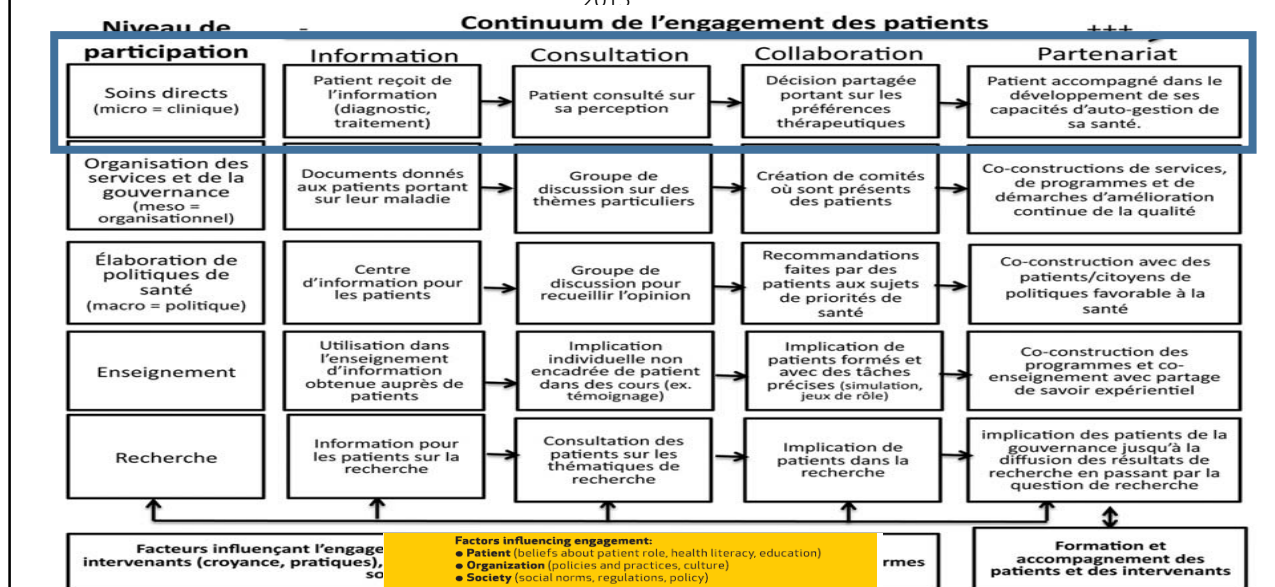 2015
Continuum de l'engagement des patients
Niveau de
participation
-
+++
Information
Consultation
Collaboration
Partenariat
Soins directs
(micro = clinique)
Patient reçoit de
l'information
(diagnostic,
traitement)
Patient consulté sur
sa perception
Décision partagée
portant sur les
préférences
thérapeutiques
Patient accompagné dans le
développement de ses
capacités d'auto-gestion de
sa santé.
Organisation des
services et de la
gouvernance
(meso =
organisationnel)
Documents donnés
aux patients portant
sur leur maladie
Groupe de
discussion sur des
thèmes particuliers
Création de comités
où sont présents
des patients
Co-constructions de services,
de programmes et de
démarches d'amélioration
continue de la qualité
Élaboration de
politiques de
santé
(macro = politique)
Centre
d'information pour
les patients
Groupe de
discussion pour
recueillir l'opinion
Recommandations
faites par des
patients aux sujets
de priorités de
santé
Co-construction avec des
patients/citoyens de
politiques favorable à la
santé
Enseignement
Utilisation dans
l'enseignement
d'information
obtenue auprès de
patients
Implication
individuelle non
encadrée de patient
dans des cours (ex.
témoignage)
Implication de
patients formés et
avec des tâches
précises (simulation,
jeux de rôle)
Co-construction des
programmes et co-
enseignement avec partage
de savoir expérientiel
Recherche
Information pour
les patients sur la
recherche
Consultation des
patients sur les
thématiques de
recherche
Implication de
patients dans la
recherche
implication des patients de la
gouvernance jusqu'à la
diffusion des résultats de
recherche en passant par la
question de recherche
Facteurs influençant l'engage
intervenants (croyance, pratiques),
so
rmes
Factors influencing engagement:
● Patient (beliefs about patient role, health literacy, education)
● Organization (policies and practices, culture)
● Society (social norms, regulations, policy)
Formation et
accompagnement des
patients et des intervenants